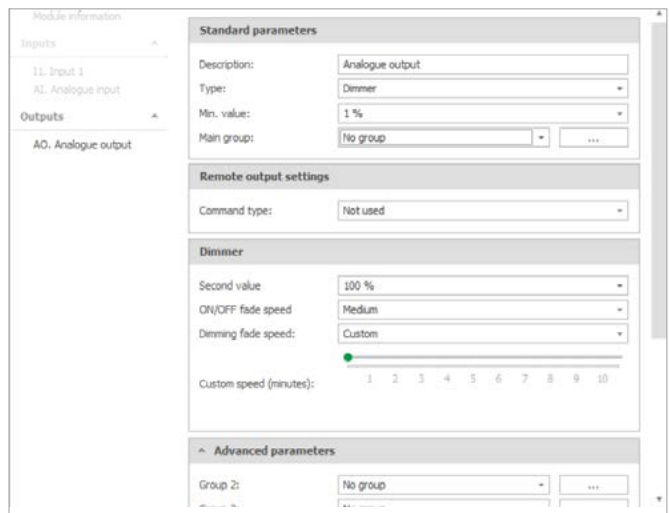 Module information
Inputs
I1. Input 1
AI. Analogue input
Outputs
AO. Analogue output
Standard parameters
Description: Analogue output
Type: Dimmer
Min. value: 1 %
Main group: No group ...
Remote output settings
Command type: Not used
Dimmer
Second value 100 %
ON/OFF fade speed Medium
Dimming fade speed: Custom
Custom speed (minutes): 1 2 3 4 5 6 7 8 9 10
Advanced parameters
Group 2: No group ...